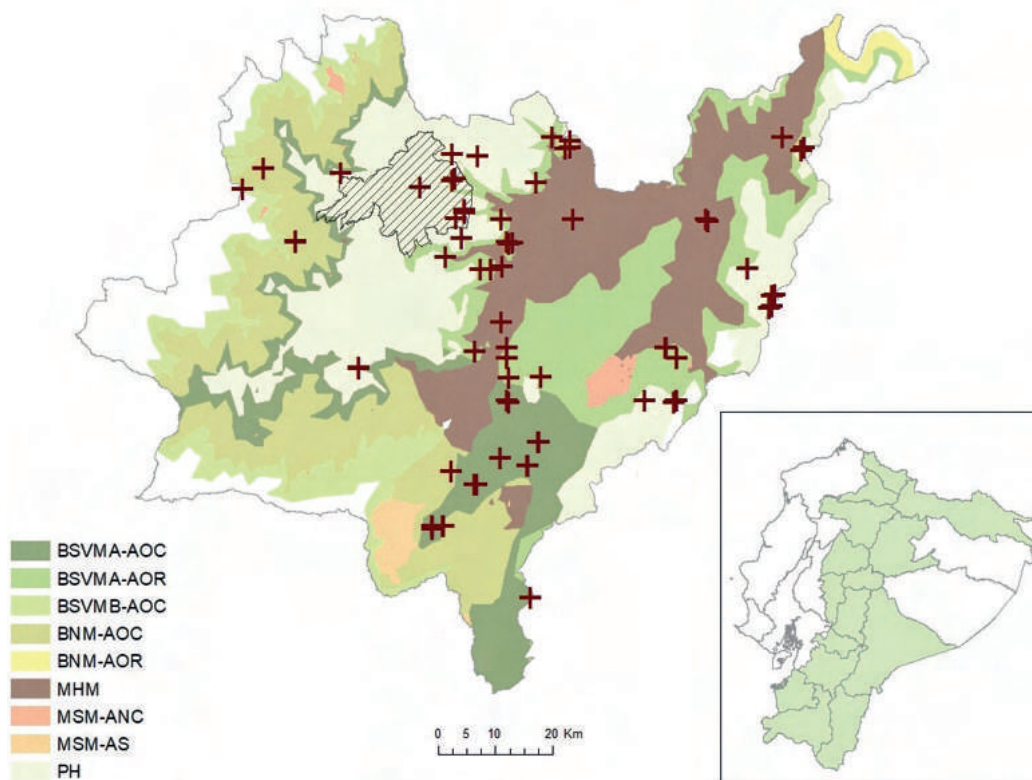 BSVMA-AOC
BSVMA-AOR
BSVMB-AOC
BNM-AOC
BNM-AOR
MHM
MSM-ANC
MSM-AS
PH
0 5 10 20 Km